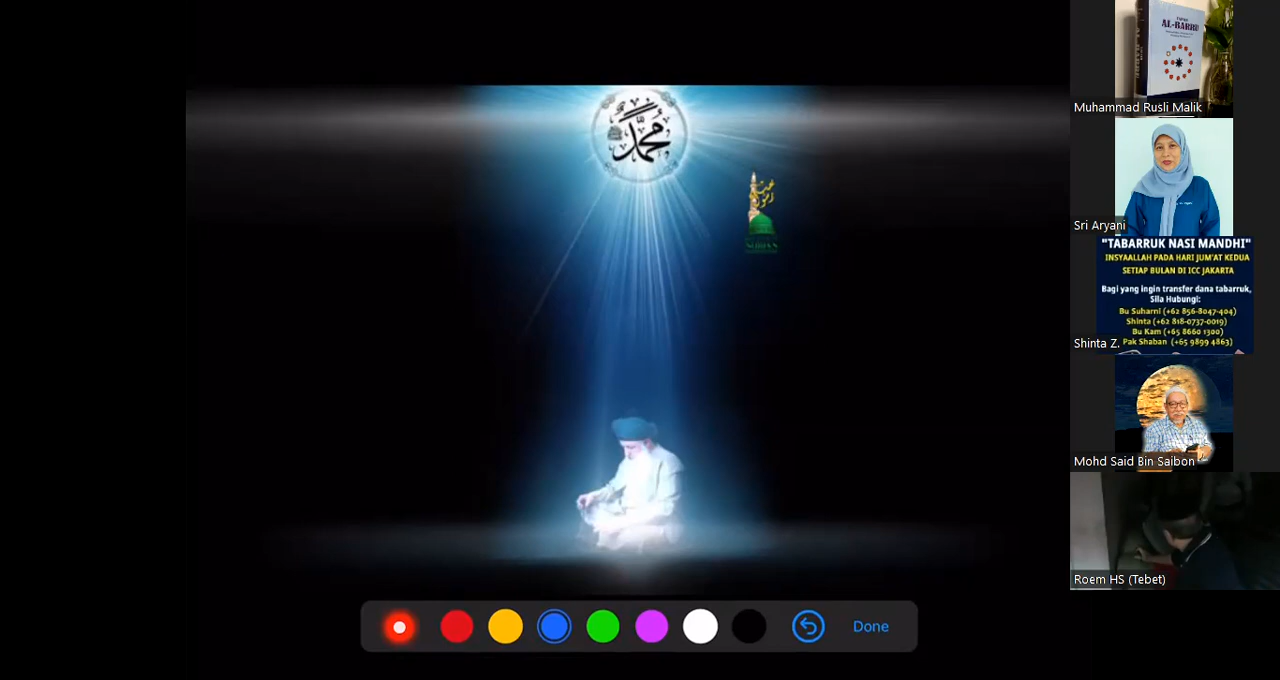 محمد
Muhammad Rusli Malik
AL-BARRU
Sri Aryani
"TABARRUK NASI MANDHI"
INSYAALLAH PADA HARI JUM'AT KEDUA
SETIAP BULAN DI ICC JAKARTA
Bagi yang ingin transfer dana tabarruk,
Sila Hubungi:
Bu Suharni (+62 856-8047-404)
Shinta (+62 818-0737-0019)
Bu Kam (+65 8660 1300)
Pak Shaban (+65 9899 4863)
Shinta Z.
Mohd Said Bin Saibon
Roem HS (Tebet)
Done